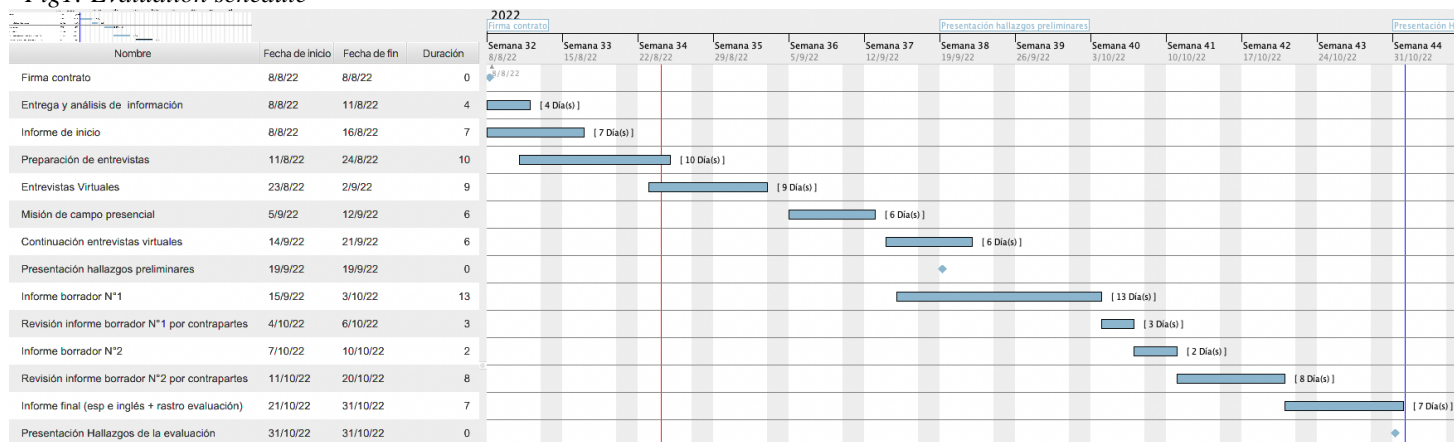 Fig1. Evaluation schedule
2022
Firma contrato Presentación hallazgos preliminares Presentación H
Nombre Fecha de inicio Fecha de fin Duración
Semana 32 Semana 33 Semana 34 Semana 35 Semana 36 Semana 37 Semana 38 Semana 39 Semana 40 Semana 41 Semana 42 Semana 43 Semana 44
8/8/22 15/8/22 22/8/22 29/8/22 5/9/22 12/9/22 19/9/22 26/9/22 3/10/22 10/10/22 17/10/22 24/10/22 31/10/22
Firma contrato 8/8/22 8/8/22 0 8/8/22
Entrega y análisis de información 8/8/22 11/8/22 4 [ 4 Día(s) ]
Informe de inicio 8/8/22 16/8/22 7 [ 7 Día(s) ]
Preparación de entrevistas 11/8/22 24/8/22 10 [ 10 Día(s) ]
Entrevistas Virtuales 23/8/22 2/9/22 9 [ 9 Día(s) ]
Misión de campo presencial 5/9/22 12/9/22 6 [ 6 Día(s) ]
Continuación entrevistas virtuales 14/9/22 21/9/22 6 [ 6 Día(s) ]
Presentación hallazgos preliminares 19/9/22 19/9/22 0
Informe borrador N°1 15/9/22 3/10/22 13 [ 13 Día(s) ]
Revisión informe borrador N°1 por contrapartes 4/10/22 6/10/22 3 [ 3 Día(s) ]
Informe borrador N°2 7/10/22 10/10/22 2 [ 2 Día(s) ]
Revisión informe borrador N°2 por contrapartes 11/10/22 20/10/22 8 [ 8 Día(s) ]
Informe final (esp e inglés + rastro evaluación) 21/10/22 31/10/22 7 [ 7 Día(s) ]
Presentación Hallazgos de la evaluación 31/10/22 31/10/22 0